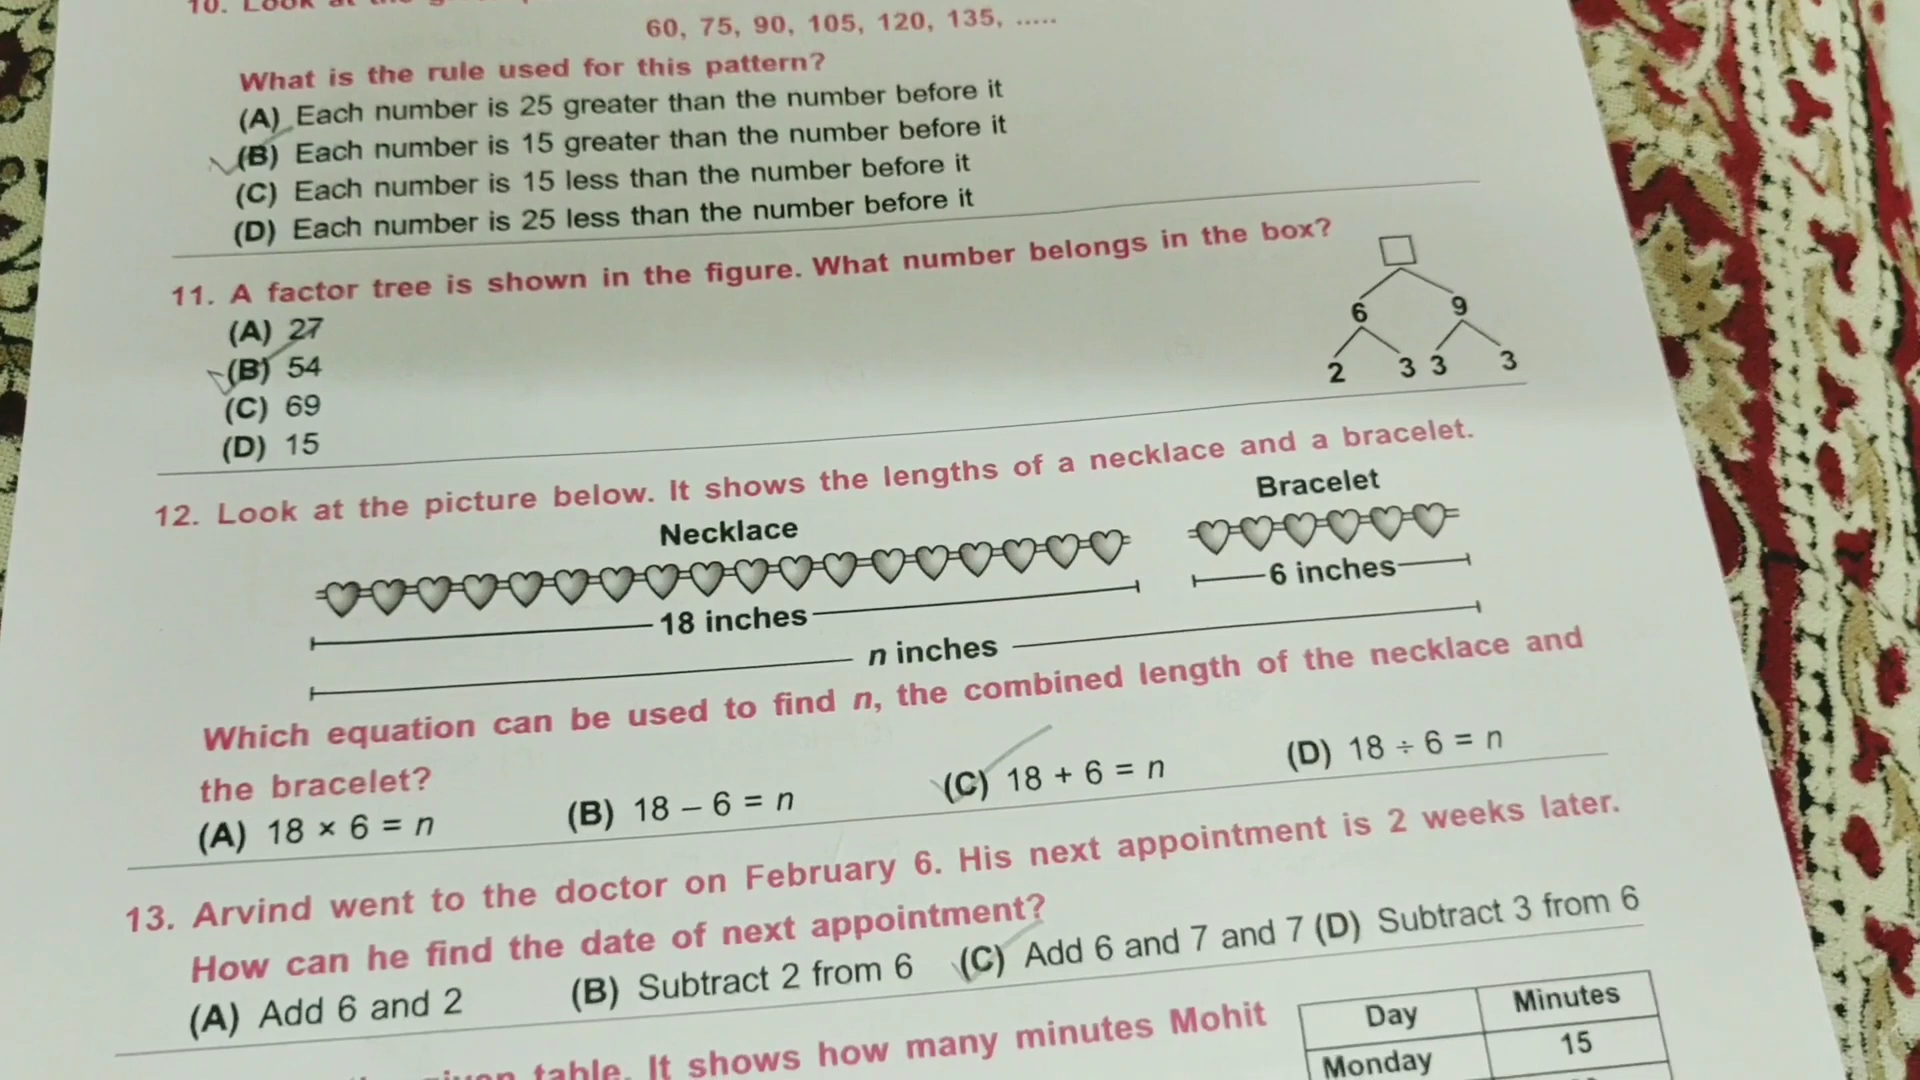 10. Look at the
60, 75, 90, 105, 120, 135, .....
What is the rule used for this pattern?
(A) Each number is 25 greater than the number before it
(B) Each number is 15 greater than the number before it
(C) Each number is 15 less than the number before it
(D) Each number is 25 less than the number before it
11. A factor tree is shown in the figure. What number belongs in the box?
(A) 27
(B) 54
(C) 69
(D) 15
6 9
2 3 3 3
12. Look at the picture below. It shows the lengths of a necklace and a bracelet.
Necklace
Bracelet
18 inches
6 inches
n inches
Which equation can be used to find n, the combined length of the necklace and
the bracelet?
(A) 18 × 6 = n (B) 18 – 6 = n (C) 18 + 6 = n (D) 18 ÷ 6 = n
13. Arvind went to the doctor on February 6. His next appointment is 2 weeks later.
How can he find the date of next appointment?
(A) Add 6 and 2 (B) Subtract 2 from 6 (C) Add 6 and 7 and 7 (D) Subtract 3 from 6
given table. It shows how many minutes Mohit
Day Minutes
Monday 15